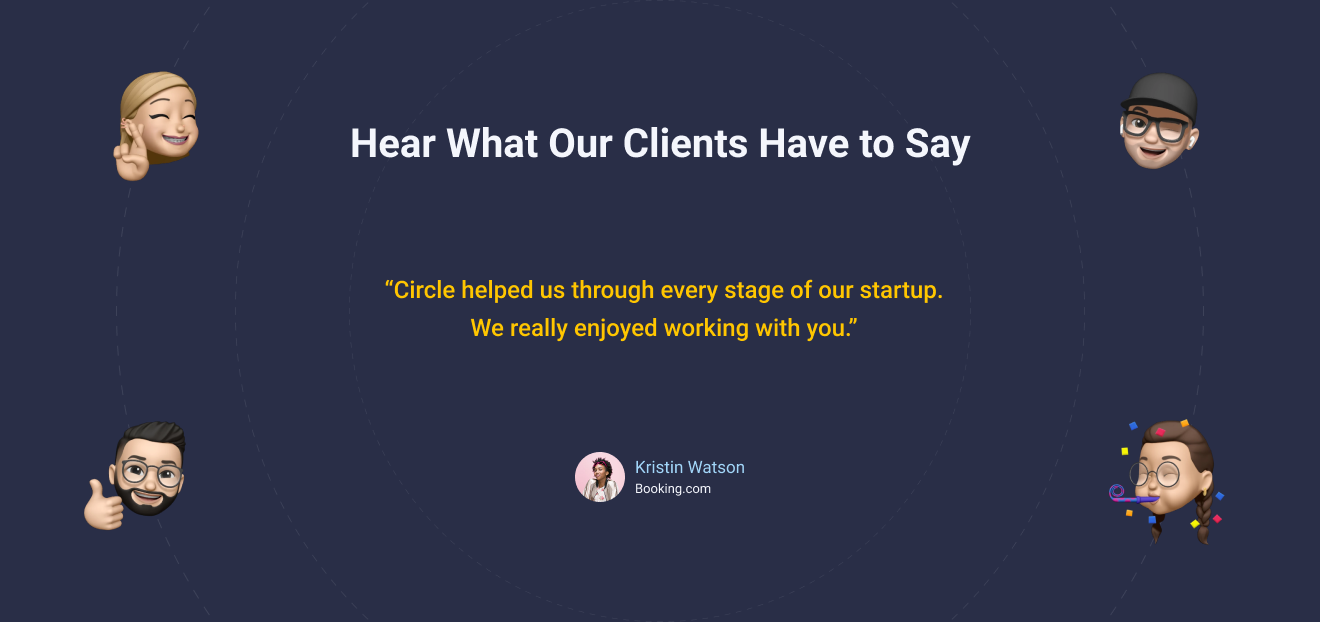 Hear What Our Clients Have to Say
“Circle helped us through every stage of our startup.
We really enjoyed working with you.”
Kristin Watson
Booking.com